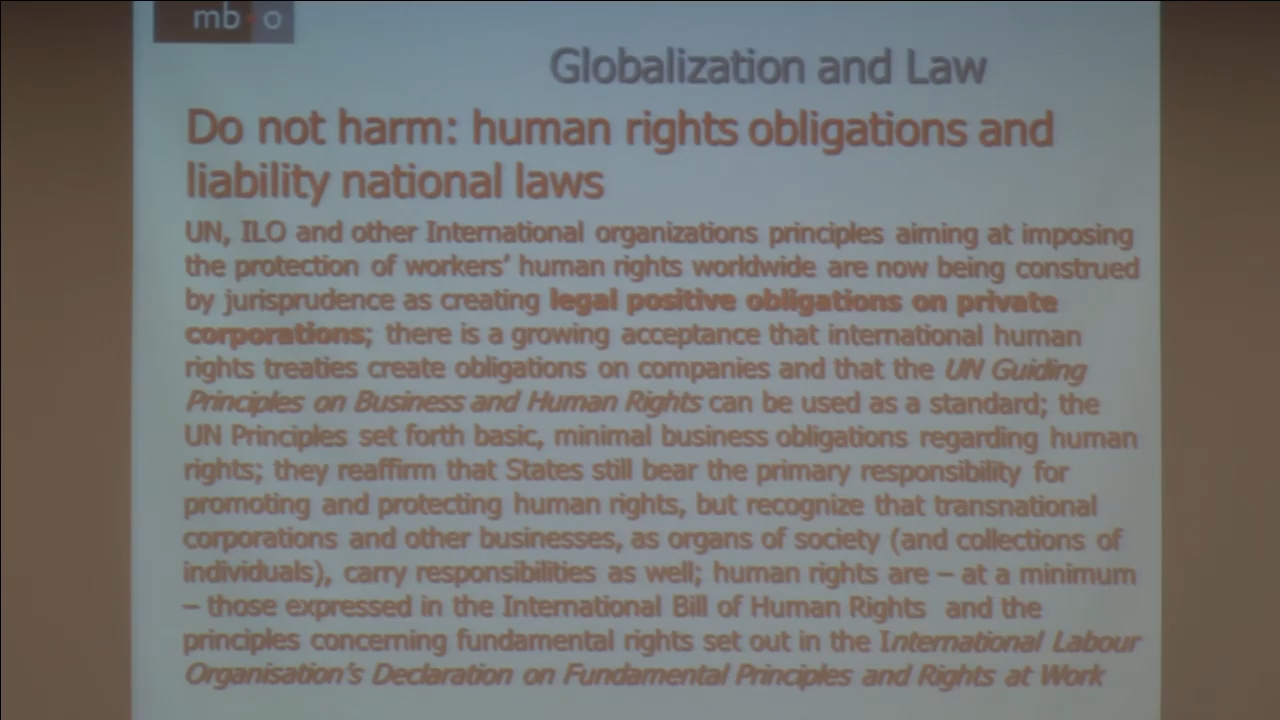 mb o
Globalization and Law
Do not harm: human rights obligations and
liability national laws
UN, ILO and other International organizations principles aiming at imposing
the protection of workers’ human rights worldwide are now being construed
by jurisprudence as creating legal positive obligations on private
corporations; there is a growing acceptance that international human
rights treaties create obligations on companies and that the UN Guiding
Principles on Business and Human Rights can be used as a standard; the
UN Principles set forth basic, minimal business obligations regarding human
rights; they reaffirm that States still bear the primary responsibility for
promoting and protecting human rights, but recognize that transnational
corporations and other businesses, as organs of society (and collections of
individuals), carry responsibilities as well; human rights are – at a minimum
– those expressed in the International Bill of Human Rights and the
principles concerning fundamental rights set out in the International Labour
Organisation’s Declaration on Fundamental Principles and Rights at Work